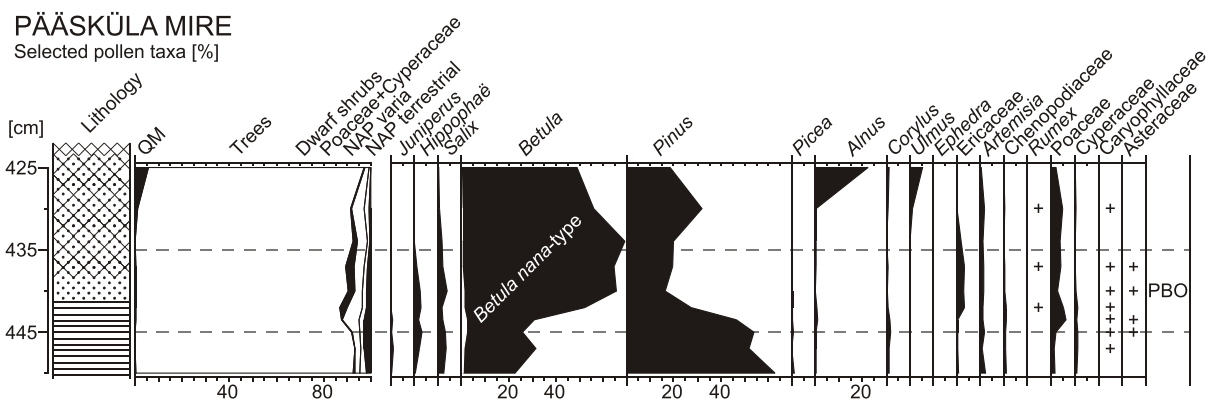 PÄÄSKÜLA MIRE
Selected pollen taxa [%]
[cm]
Lithology
QM
Trees
Dwarf shrubs
Poaceae+Cyperaceae
NAP varia
NAP terrestrial
Juniperus
Hippophaë
Salix
Betula
Pinus
Picea
Alnus
Corylus
Ulmus
Ephedra
Ericaceae
Artemisia
Chenopodiaceae
Rumex
Poaceae
Cyperaceae
Caryophyllaceae
Asteraceae
425
+ +
435
+ + +
Betula nana-type
+ +
PBO
+ +
+ +
445
+ +
+
40 80 20 40 20 40 20